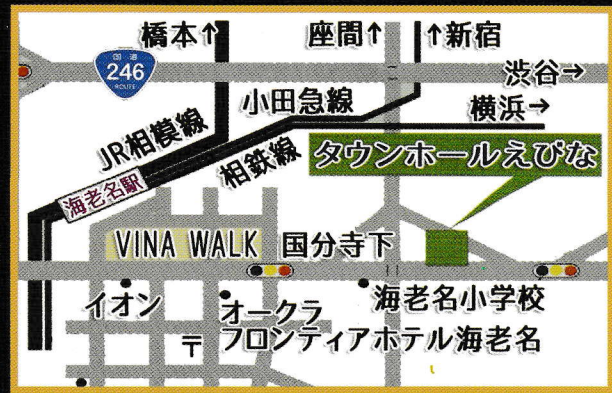 橋本↑
座間↑
↑新宿
国道
246
ROUTE
渋谷→
小田急線
横浜→
JR相模線
相鉄線
タウンホールえびな
海老名駅
VINA WALK
国分寺下
イオン
オークラ
フロンティアホテル海老名
海老名小学校
〒